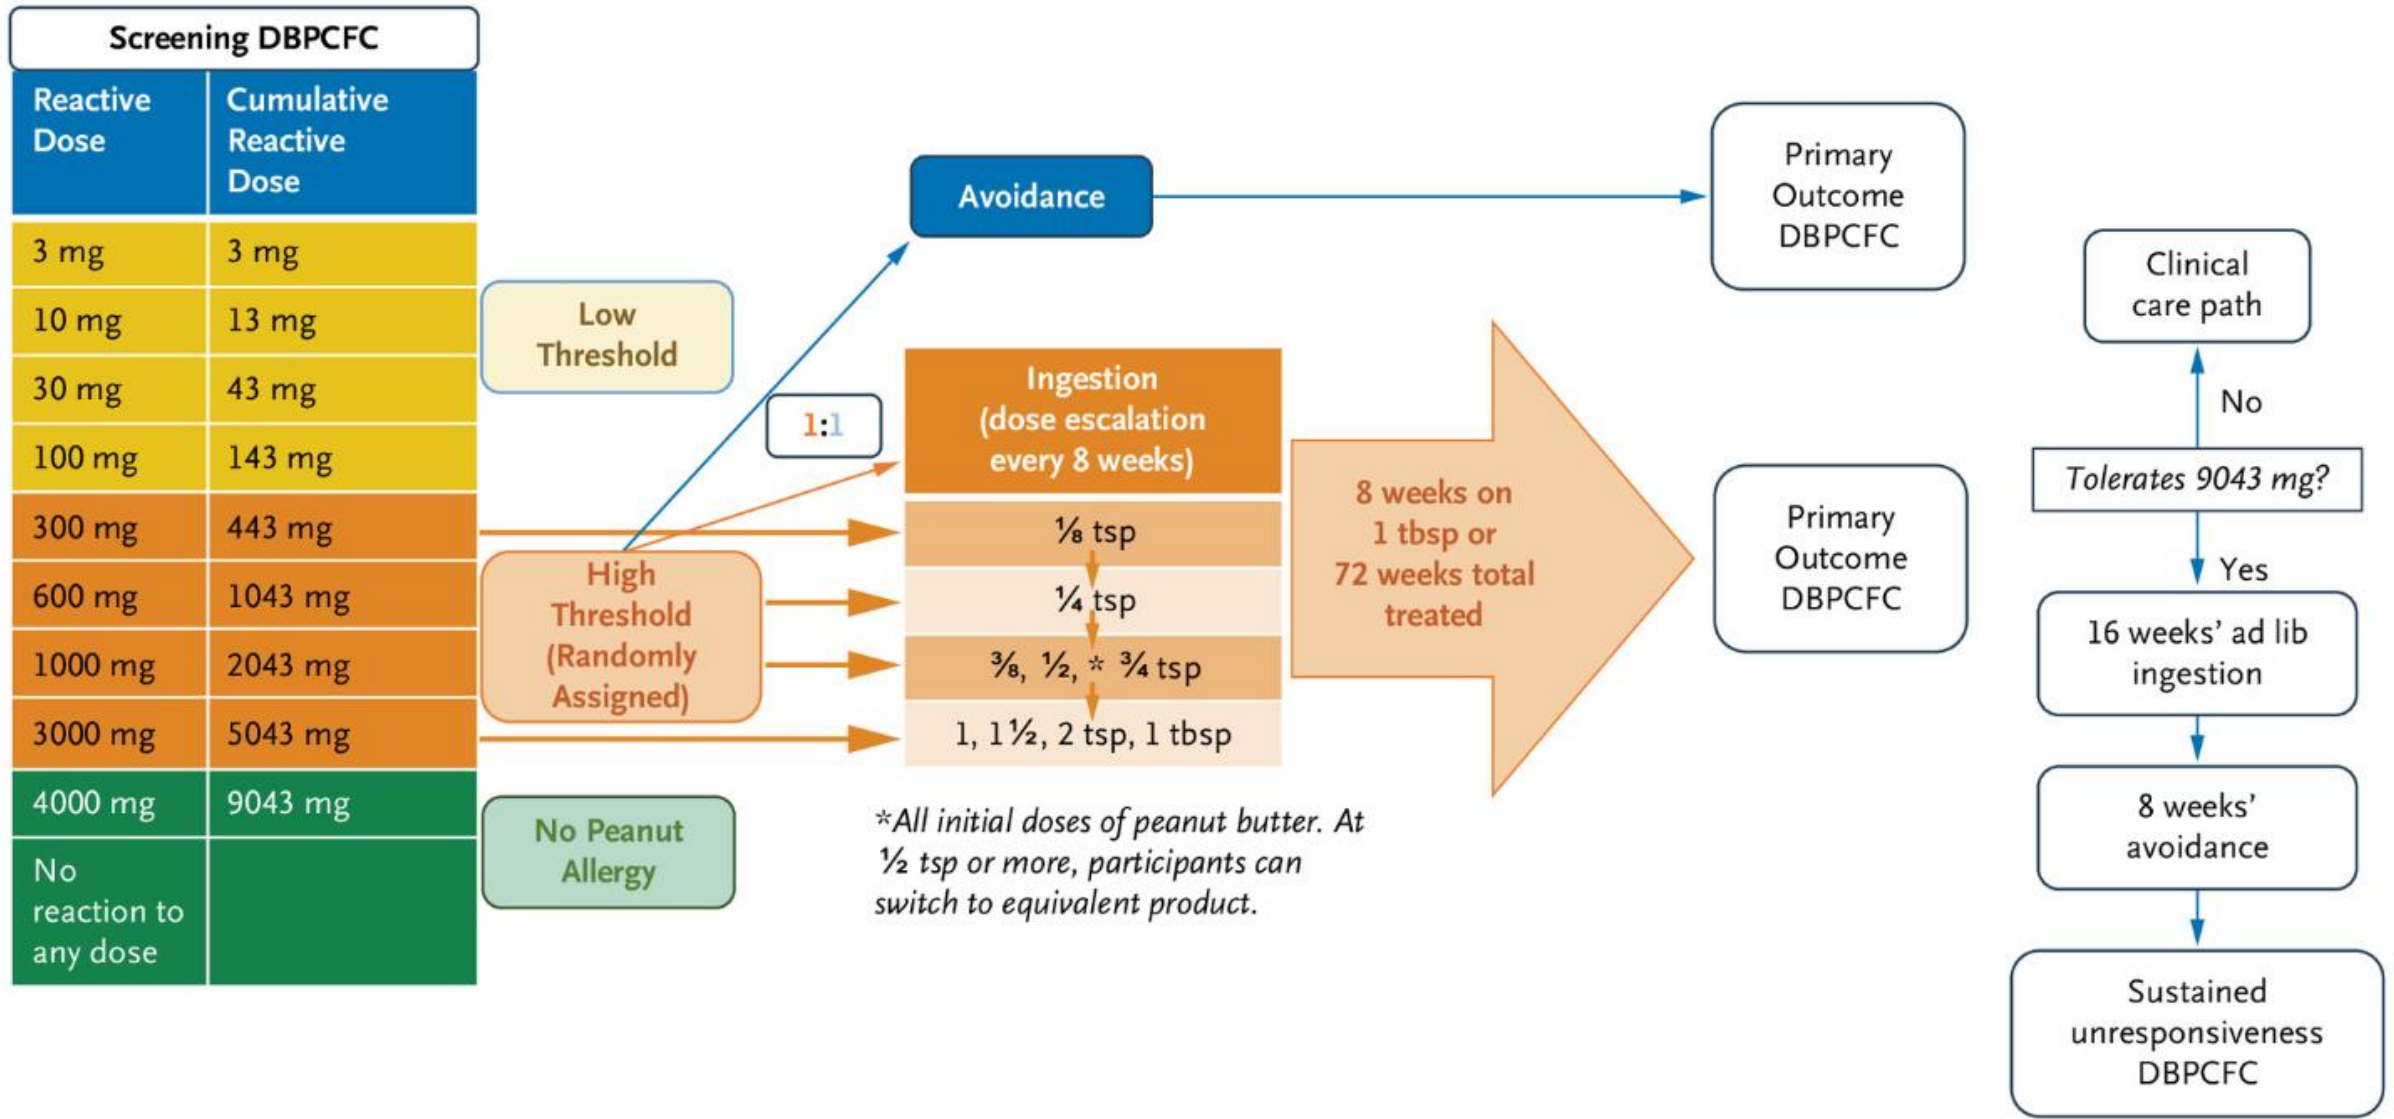 Screening DBPCFC
Reactive
Dose
Cumulative
Reactive
Dose
3 mg
3 mg
10 mg
13 mg
30 mg
43 mg
100 mg
143 mg
300 mg
443 mg
600 mg
1043 mg
1000 mg
2043 mg
3000 mg
5043 mg
4000 mg
9043 mg
No
reaction to
any dose
Low
Threshold
High
Threshold
(Randomly
Assigned)
No Peanut
Allergy
1:1
Avoidance
Ingestion
(dose escalation
every 8 weeks)
⅛ tsp
¼ tsp
⅜, ½, * ¾ tsp
1, 1½, 2 tsp, 1 tbsp
*All initial doses of peanut butter. At
½ tsp or more, participants can
switch to equivalent product.
8 weeks on
1 tbsp or
72 weeks total
treated
Primary
Outcome
DBPCFC
Primary
Outcome
DBPCFC
Clinical
care path
No
Tolerates 9043 mg?
Yes
16 weeks’ ad lib
ingestion
8 weeks’
avoidance
Sustained
unresponsiveness
DBPCFC